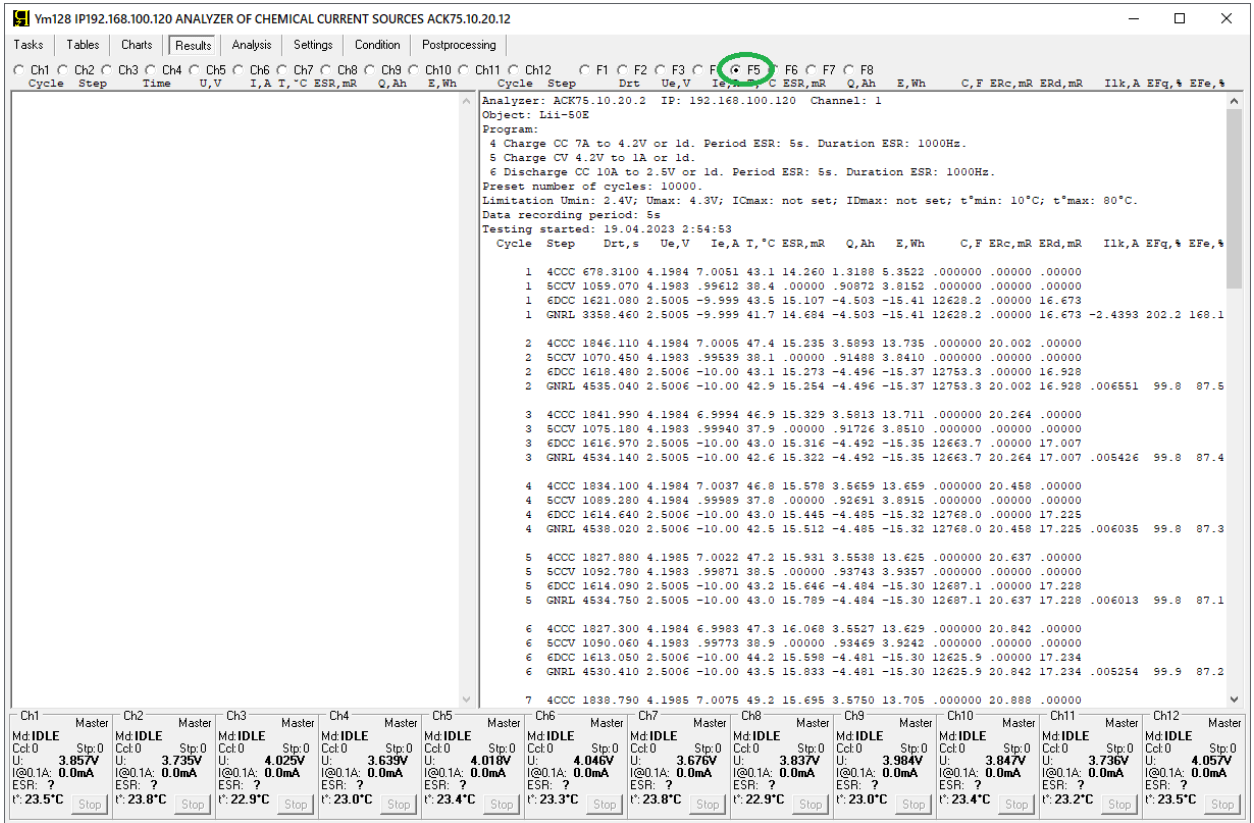 Ym128 IP192.168.100.120 ANALYZER OF CHEMICAL CURRENT SOURCES ACK75.10.20.12
Tasks Tables Charts Results Analysis Settings Condition Postprocessing
Ch1 Ch2 Ch3 Ch4 Ch5 Ch6 Ch7 Ch8 Ch9 Ch10 Ch11 Ch12 F1 F2 F3 F5 F6 F7 F8
Cycle Step Time U,V I,A T,°C ESR,mR Q,Ah E,Wh Cycle Step Drt Ue,V Ie,A T,°C ESR,mR Q,Ah E,Wh C,F ERc,mR ERd,mR Ilk,A EFq,% EFe,%
Analyzer: ACK75.10.20.2 IP: 192.168.100.120 Channel: 1
Object: Lii-50E
Program:
4 Charge CC 7A to 4.2V or 1d. Period ESR: 5s. Duration ESR: 1000Hz.
5 Charge CV 4.2V to 1A or 1d.
6 Discharge CC 10A to 2.5V or 1d. Period ESR: 5s. Duration ESR: 1000Hz.
Preset number of cycles: 10000.
Limitation Umin: 2.4V; Umax: 4.3V; ICmax: not set; IDmax: not set; t°min: 10°C; t°max: 80°C.
Data recording period: 5s
Testing started: 19.04.2023 2:54:53
Cycle Step Drt,s Ue,V Ie,A T,°C ESR,mR Q,Ah E,Wh C,F ERc,mR ERd,mR Ilk,A EFq,% EFe,%
1 4CCC 678.3100 4.1984 7.0051 43.1 14.260 1.3188 5.3522 .000000 .00000 .00000
1 5CCV 1059.070 4.1983 .99612 38.4 .00000 .90872 3.8152 .000000 .00000 .00000
1 6DCC 1621.080 2.5005 -9.999 43.5 15.107 -4.503 -15.41 12628.2 .00000 16.673
1 GNRL 3358.460 2.5005 -9.999 41.7 14.684 -4.503 -15.41 12628.2 .00000 16.673 -2.4393 202.2 168.1
2 4CCC 1846.110 4.1984 7.0005 47.4 15.235 3.5893 13.735 .000000 20.002 .00000
2 5CCV 1070.450 4.1983 .99539 38.1 .00000 .91488 3.8410 .000000 .00000 .00000
2 6DCC 1618.480 2.5006 -10.00 43.1 15.273 -4.496 -15.37 12753.3 .00000 16.928
2 GNRL 4535.040 2.5006 -10.00 42.9 15.254 -4.496 -15.37 12753.3 20.002 16.928 .006551 99.8 87.5
3 4CCC 1841.990 4.1984 6.9994 46.9 15.329 3.5813 13.711 .000000 20.264 .00000
3 5CCV 1075.180 4.1983 .99940 37.9 .00000 .91726 3.8510 .000000 .00000 .00000
3 6DCC 1616.970 2.5005 -10.00 43.0 15.316 -4.492 -15.35 12663.7 .00000 17.007
3 GNRL 4534.140 2.5005 -10.00 42.6 15.322 -4.492 -15.35 12663.7 20.264 17.007 .005426 99.8 87.4
4 4CCC 1834.100 4.1984 7.0037 46.8 15.578 3.5659 13.659 .000000 20.458 .00000
4 5CCV 1089.280 4.1984 .99989 37.8 .00000 .92691 3.8915 .000000 .00000 .00000
4 6DCC 1614.640 2.5006 -10.00 43.0 15.445 -4.485 -15.32 12768.0 .00000 17.225
4 GNRL 4538.020 2.5006 -10.00 42.5 15.512 -4.485 -15.32 12768.0 20.458 17.225 .006035 99.8 87.3
5 4CCC 1827.880 4.1985 7.0022 47.2 15.931 3.5538 13.625 .000000 20.637 .00000
5 5CCV 1092.780 4.1983 .99871 38.5 .00000 .93743 3.9357 .000000 .00000 .00000
5 6DCC 1614.090 2.5005 -10.00 43.2 15.646 -4.484 -15.30 12687.1 .00000 17.228
5 GNRL 4534.750 2.5005 -10.00 43.0 15.789 -4.484 -15.30 12687.1 20.637 17.228 .006013 99.8 87.1
6 4CCC 1827.300 4.1984 6.9983 47.3 16.068 3.5527 13.629 .000000 20.842 .00000
6 5CCV 1090.060 4.1983 .99773 38.9 .00000 .93469 3.9242 .000000 .00000 .00000
6 6DCC 1613.050 2.5006 -10.00 44.2 15.598 -4.481 -15.30 12625.9 .00000 17.234
6 GNRL 4530.410 2.5006 -10.00 43.5 15.833 -4.481 -15.30 12625.9 20.842 17.234 .005254 99.9 87.2
7 4CCC 1838.790 4.1985 7.0075 49.2 15.695 3.5750 13.705 .000000 20.888 .00000
Ch1 Master Ch2 Master Ch3 Master Ch4 Master Ch5 Master Ch6 Master Ch7 Master Ch8 Master Ch9 Master Ch10 Master Ch11 Master Ch12 Master
Md:IDLE Md:IDLE Md:IDLE Md:IDLE Md:IDLE Md:IDLE Md:IDLE Md:IDLE Md:IDLE Md:IDLE Md:IDLE Md:IDLE
Ccl:0 Stp:0 Ccl:0 Stp:0 Ccl:0 Stp:0 Ccl:0 Stp:0 Ccl:0 Stp:0 Ccl:0 Stp:0 Ccl:0 Stp:0 Ccl:0 Stp:0 Ccl:0 Stp:0 Ccl:0 Stp:0 Ccl:0 Stp:0 Ccl:0 Stp:0
U: 3.857V U: 3.735V U: 4.025V U: 3.639V U: 4.018V U: 4.046V U: 3.676V U: 3.837V U: 3.984V U: 3.847V U: 3.736V U: 4.057V
I@0.1A: 0.0mA I@0.1A: 0.0mA I@0.1A: 0.0mA I@0.1A: 0.0mA I@0.1A: 0.0mA I@0.1A: 0.0mA I@0.1A: 0.0mA I@0.1A: 0.0mA I@0.1A: 0.0mA I@0.1A: 0.0mA I@0.1A: 0.0mA I@0.1A: 0.0mA
ESR: ? ESR: ? ESR: ? ESR: ? ESR: ? ESR: ? ESR: ? ESR: ? ESR: ? ESR: ? ESR: ? ESR: ?
t°: 23.5°C Stop t°: 23.8°C Stop t°: 22.9°C Stop t°: 23.0°C Stop t°: 23.4°C Stop t°: 23.3°C Stop t°: 23.8°C Stop t°: 22.9°C Stop t°: 23.0°C Stop t°: 23.4°C Stop t°: 23.2°C Stop t°: 23.5°C Stop